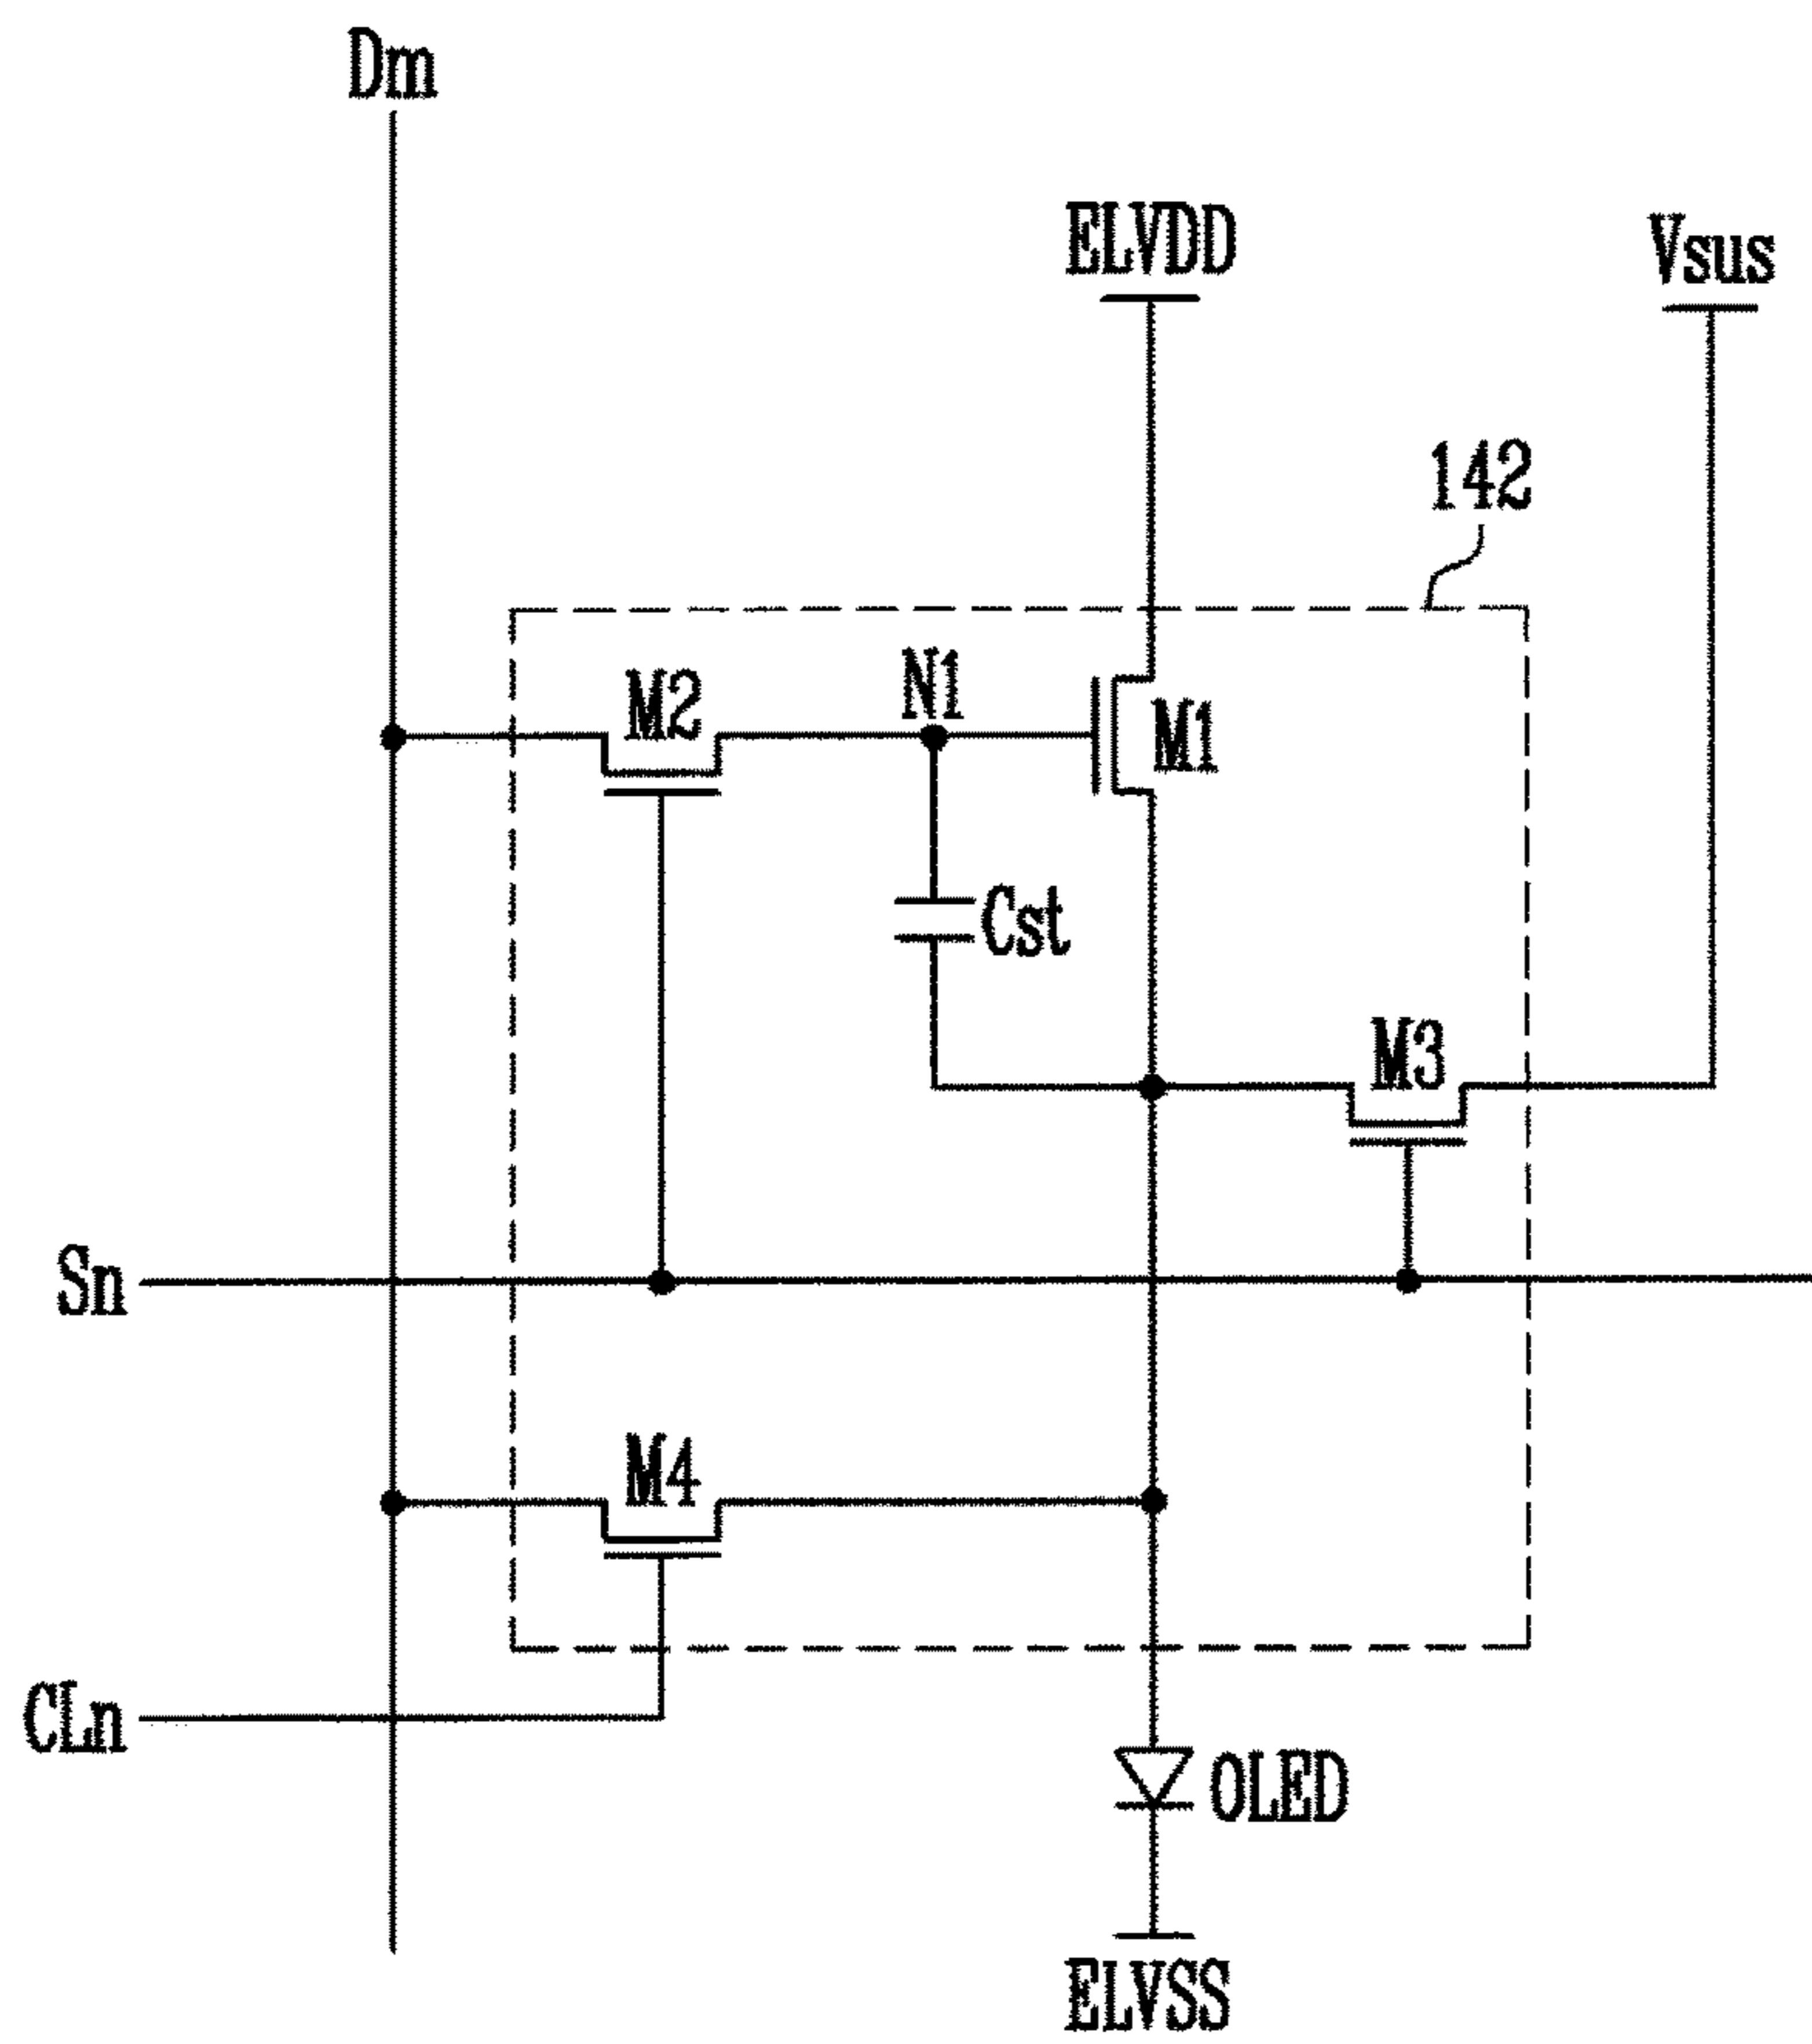 Dm
ELVDD
Vsus
142
N1
M2
M1
Cst
M3
Sn
M4
CLn
OLED
ELVSS